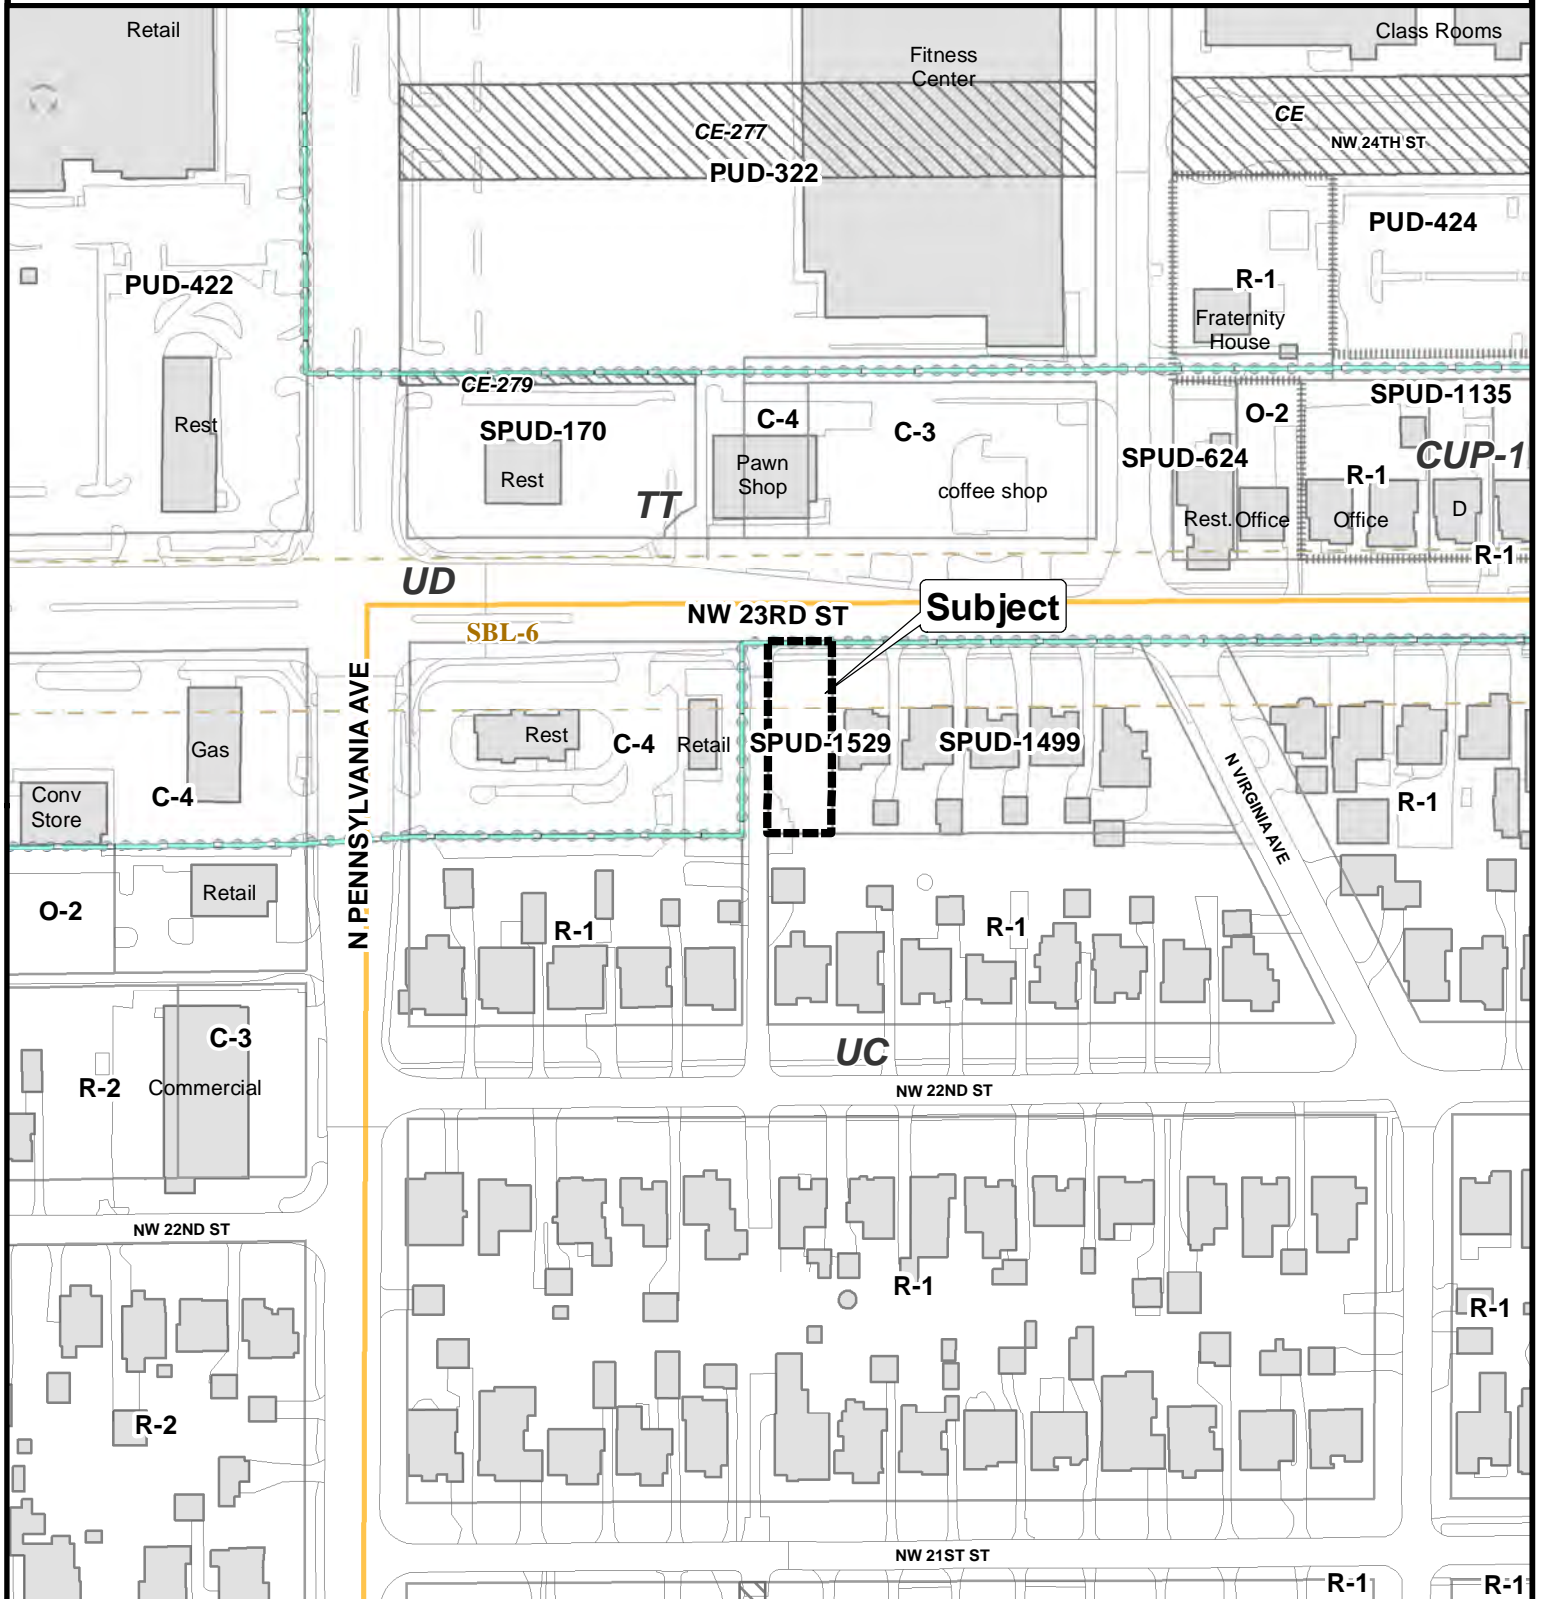 Retail
Fitness
Center
Class Rooms
CE-277
CE
NW 24TH ST
PUD-322
PUD-424
PUD-422
R-1
Fraternity
House
CE-279
SPUD-1135
Rest
SPUD-170
C-4
C-3
O-2
SPUD-624
CUP-1
Rest
Pawn
Shop
R-1
TT
coffee shop
Rest.
Office
Office
D
R-1
UD
Subject
NW 23RD ST
SBL-6
N PENNSYLVANIA AVE
Gas
Rest
C-4
Retail
SPUD-1529
SPUD-1499
N VIRGINIA AVE
Conv
Store
C-4
R-1
Retail
O-2
R-1
R-1
C-3
UC
R-2
Commercial
NW 22ND ST
NW 22ND ST
R-1
R-1
R-2
NW 21ST ST
R-1
R-1